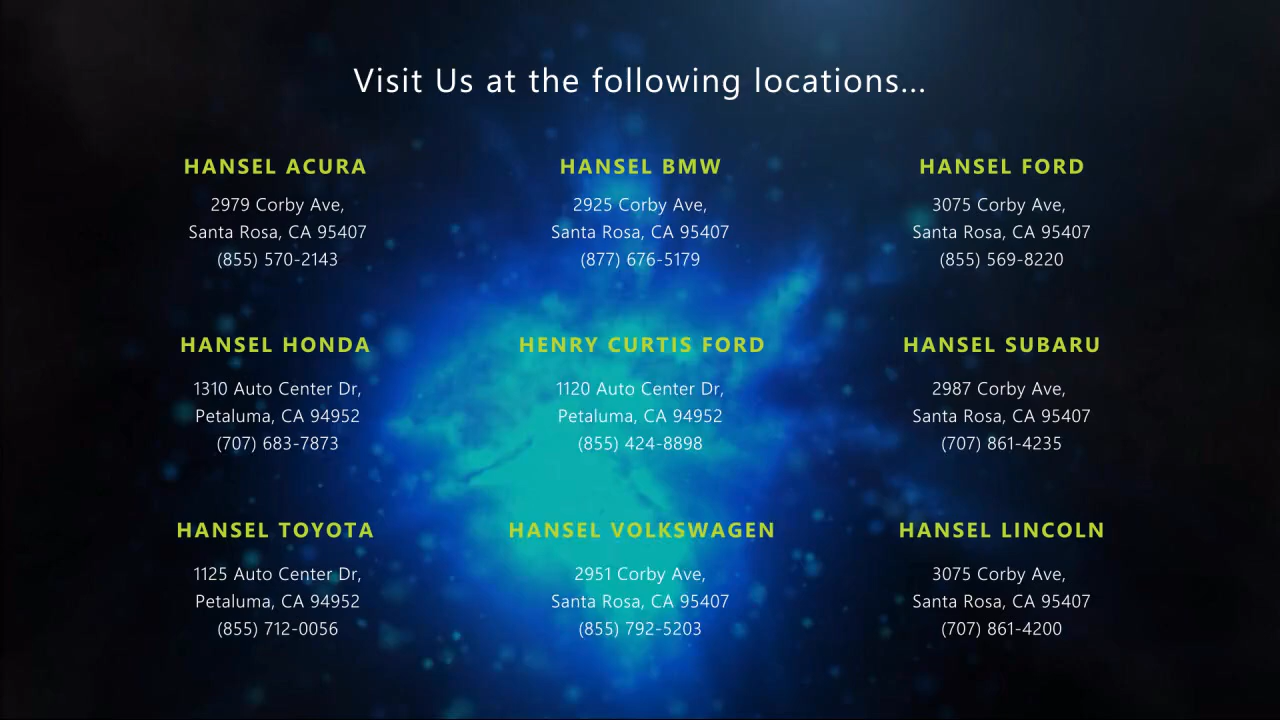 Visit Us at the following locations...
HANSEL ACURA
2979 Corby Ave,
Santa Rosa, CA 95407
(855) 570-2143
HANSEL BMW
2925 Corby Ave,
Santa Rosa, CA 95407
(877) 676-5179
HANSEL FORD
3075 Corby Ave,
Santa Rosa, CA 95407
(855) 569-8220
HANSEL HONDA
1310 Auto Center Dr,
Petaluma, CA 94952
(707) 683-7873
HENRY CURTIS FORD
1120 Auto Center Dr,
Petaluma, CA 94952
(855) 424-8898
HANSEL SUBARU
2987 Corby Ave,
Santa Rosa, CA 95407
(707) 861-4235
HANSEL TOYOTA
1125 Auto Center Dr,
Petaluma, CA 94952
(855) 712-0056
HANSEL VOLKSWAGEN
2951 Corby Ave,
Santa Rosa, CA 95407
(855) 792-5203
HANSEL LINCOLN
3075 Corby Ave,
Santa Rosa, CA 95407
(707) 861-4200